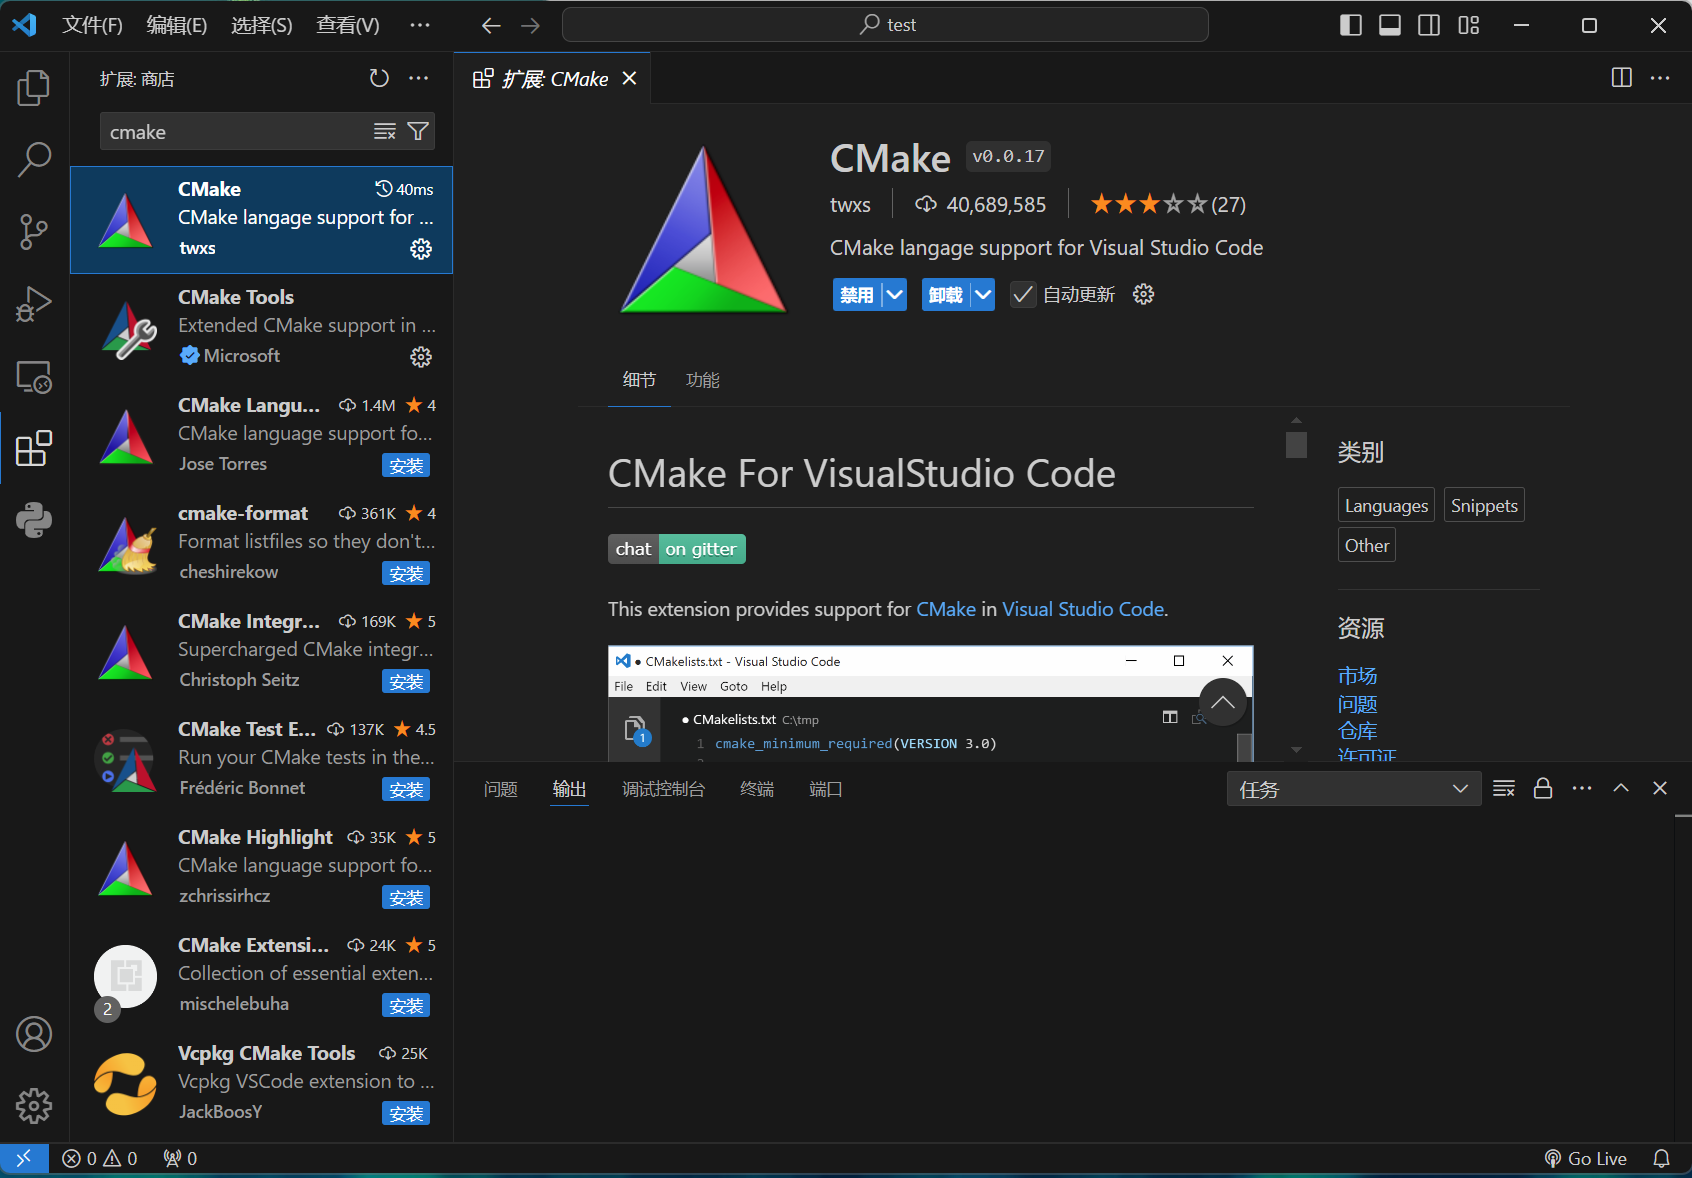 文件(F) 编辑(E) 选择(S) 查看(V) ··· test
扩展: 商店
cmake
CMake 40ms
CMake langage support for ...
twxs
CMake Tools
Extended CMake support in ...
Microsoft
CMake Langu... 1.4M 4
CMake language support fo...
Jose Torres 安装
cmake-format 361K 4
Format listfiles so they don't...
cheshirekow 安装
CMake Integr... 169K 5
Supercharged CMake integr...
Christoph Seitz 安装
CMake Test E... 137K 4.5
Run your CMake tests in the...
Frédéric Bonnet 安装
CMake Highlight 35K 5
CMake language support fo...
zchrissirhcz 安装
CMake Extensi... 24K 5
Collection of essential exten...
2 mischelebuha 安装
Vcpkg CMake Tools 25K
Vcpkg VSCode extension to ...
JackBoosY 安装
扩展: CMake
CMake v0.0.17
twxs 40,689,585 (27)
CMake langage support for Visual Studio Code
禁用 卸载 自动更新
细节 功能
CMake For VisualStudio Code
chat on gitter
This extension provides support for CMake in Visual Studio Code.
● CMakelists.txt - Visual Studio Code
File Edit View Goto Help
● CMakelists.txt C:\tmp
1
1 cmake_minimum_required(VERSION 3.0)
类别
Languages Snippets
Other
资源
市场
问题
仓库
许可证
问题 输出 调试控制台 终端 端口 任务
0 0 0 Go Live